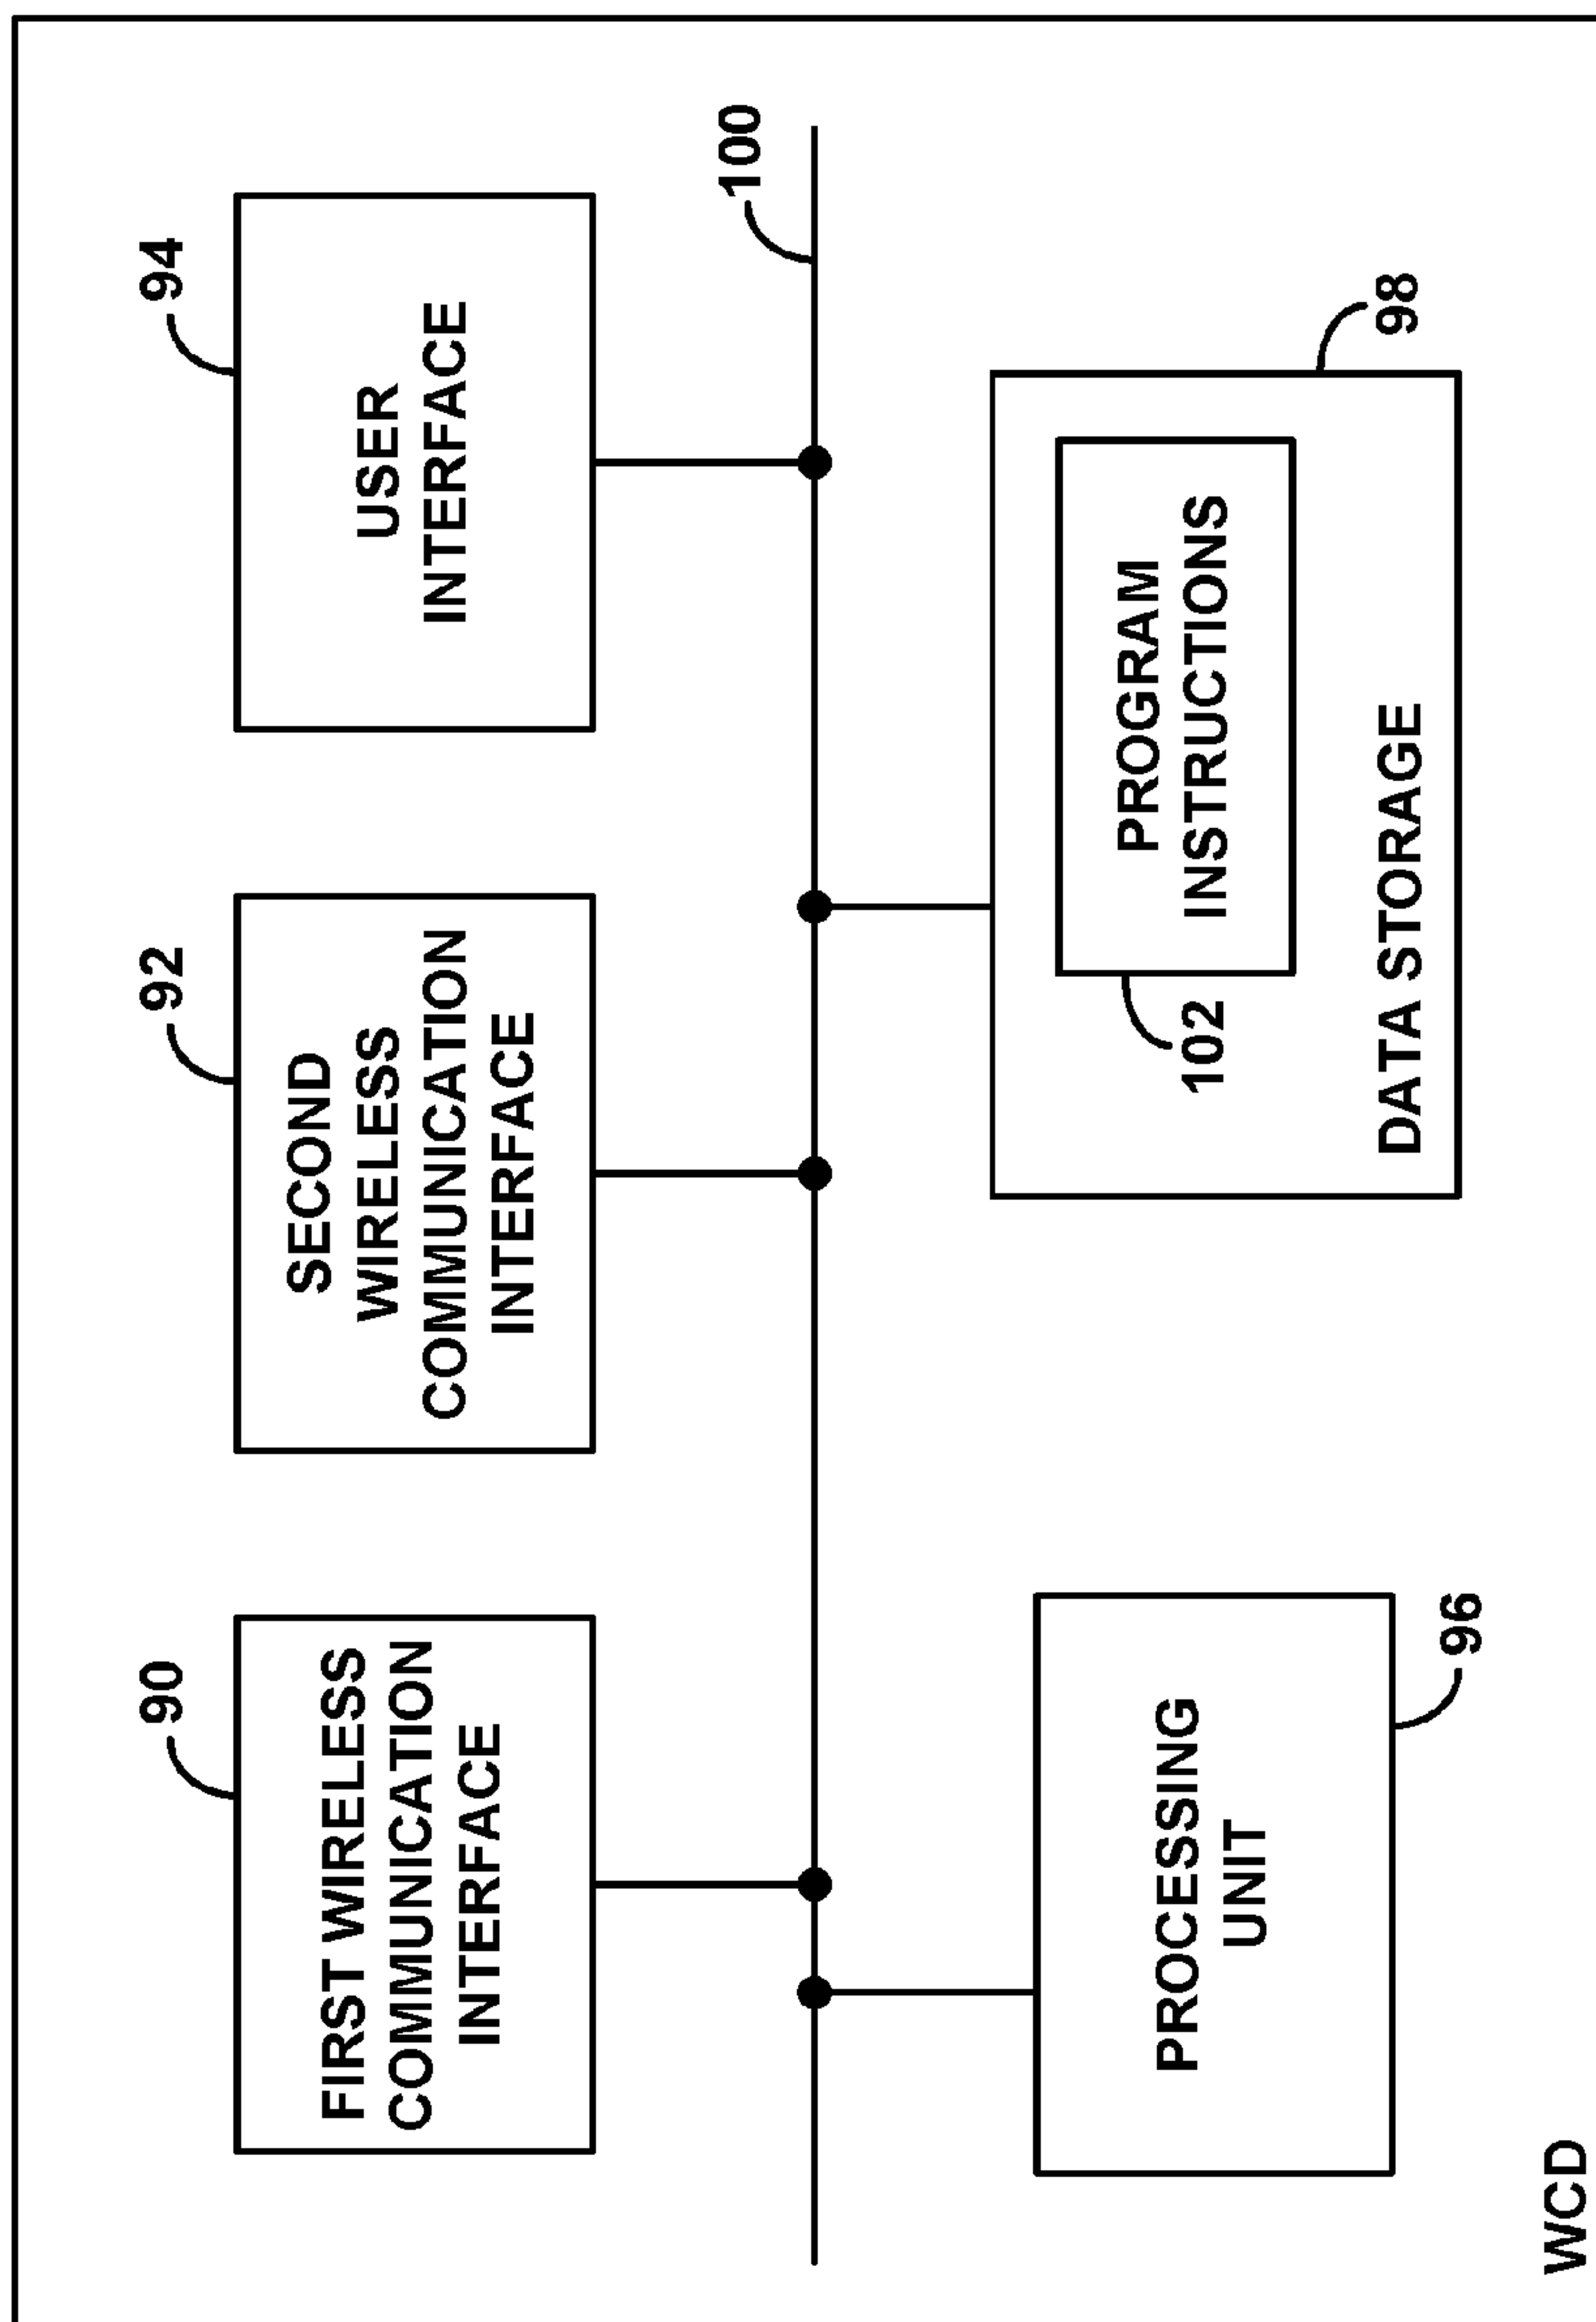 90
92
94
FIRST WIRELESS
COMMUNICATION
INTERFACE
SECOND
WIRELESS
COMMUNICATION
INTERFACE
USER
INTERFACE
100
PROCESSING
UNIT
96
PROGRAM
INSTRUCTIONS
102
DATA STORAGE
98
WCD